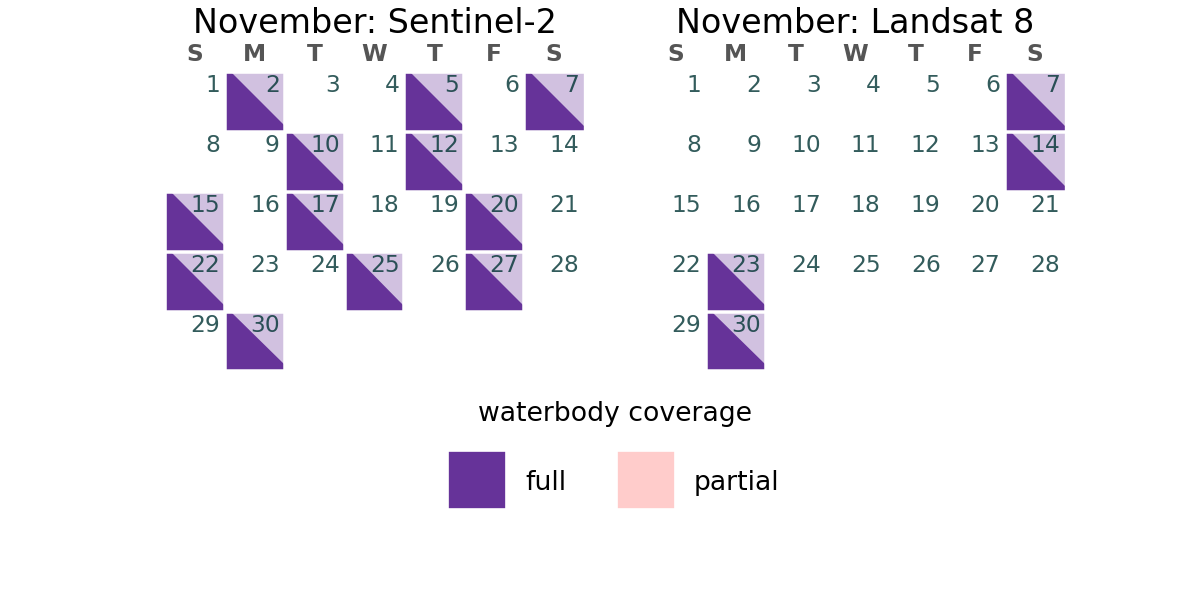 November: Sentinel-2
S M T W T F S
1 2 3 4 5 6 7
8 9 10 11 12 13 14
15 16 17 18 19 20 21
22 23 24 25 26 27 28
29 30
November: Landsat 8
S M T W T F S
1 2 3 4 5 6 7
8 9 10 11 12 13 14
15 16 17 18 19 20 21
22 23 24 25 26 27 28
29 30
waterbody coverage
full
partial